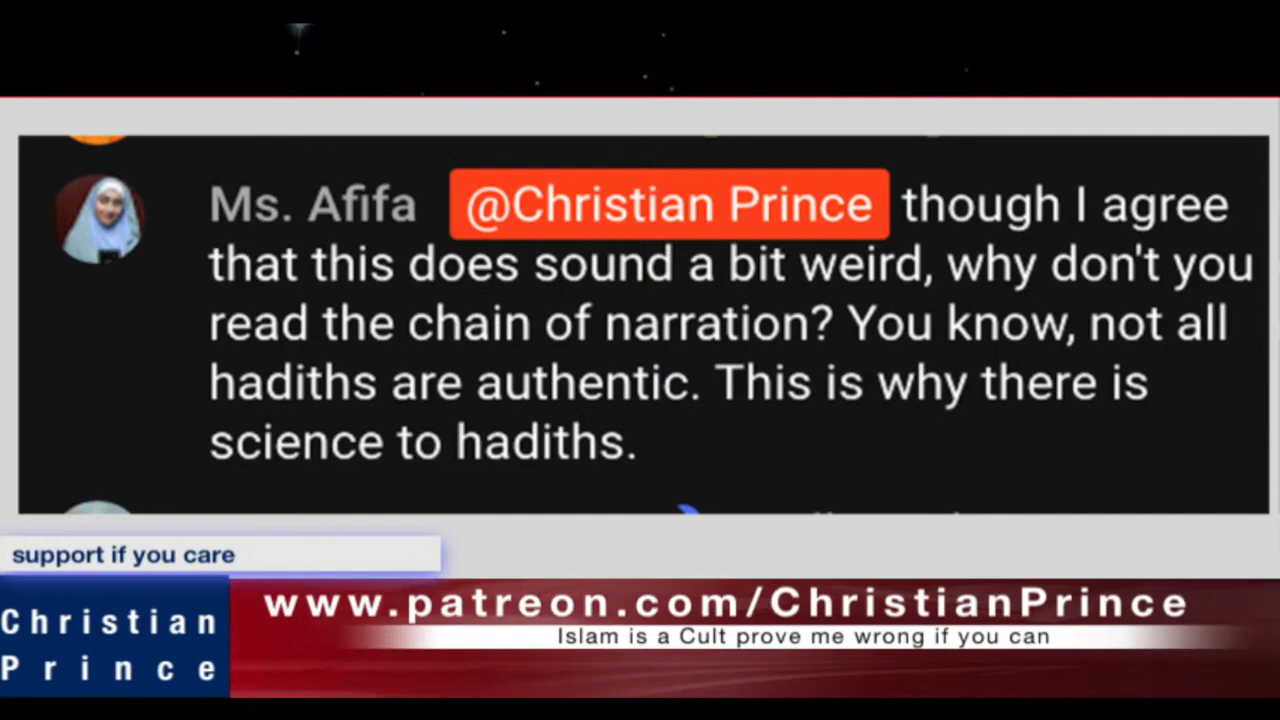 Ms. Afifa @Christian Prince though I agree
that this does sound a bit weird, why don't you
read the chain of narration? You know, not all
hadiths are authentic. This is why there is
science to hadiths.
support if you care
Christian
Prince
www.patreon.com/ChristianPrince
Islam is a Cult prove me wrong if you can